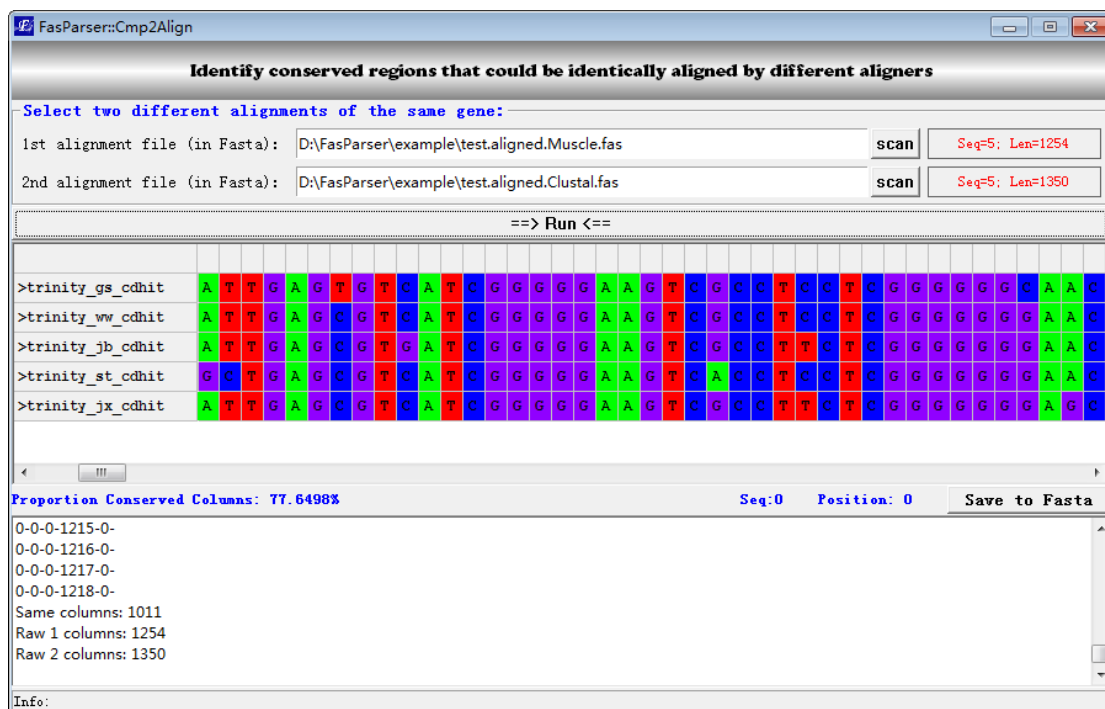 FasParser::Cmp2Align
Identify conserved regions that could be identically aligned by different aligners
Select two different alignments of the same gene:
1st alignment file (in Fasta): D:\FasParser\example\test.aligned.Muscle.fas scan Seq=5; Len=1254
2nd alignment file (in Fasta): D:\FasParser\example\test.aligned.Clustal.fas scan Seq=5; Len=1350
==> Run <==
>trinity_gs_cdhit A T T G A G T G T C A T C G G G G G A A G T C G C C T C C T C G G G G G G C A A C
>trinity_ww_cdhit A T T G A G C G T C A T C G G G G G A A G T C G C C T C C T C G G G G G G G A A C
>trinity_jb_cdhit A T T G A G C G T G A T C G G G G G A A G T C G C C T T C T C G G G G G G G A A C
>trinity_st_cdhit G C T G A G C G T C A T C G G G G G A A G T C A C C T C C T C G G G G G G G A A C
>trinity_jx_cdhit A T T G A G C G T C A T C G G G G G A A G T C G C C T T C T C G G G G G G G A G C
Proportion Conserved Columns: 77.6498% Seq:0 Position: 0 Save to Fasta
0-0-0-1215-0-
0-0-0-1216-0-
0-0-0-1217-0-
0-0-0-1218-0-
Same columns: 1011
Raw 1 columns: 1254
Raw 2 columns: 1350
Info: